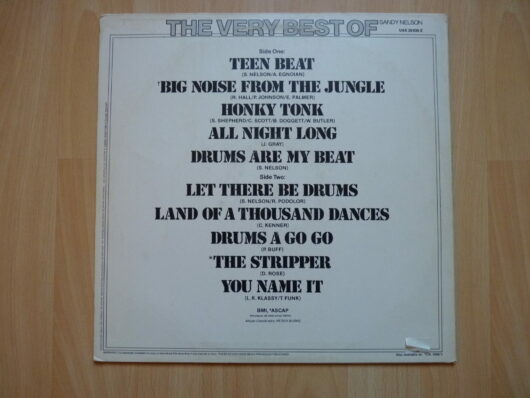 THE VERY BEST OF SANDY NELSON
Side One:
TEEN BEAT
(S. NELSON/A. EGNOIAN)
*BIG NOISE FROM THE JUNGLE
(R. HALL/P. JOHNSON/E. PALMER)
HONKY TONK
(S. SHEPHERD/C. SCOTT/B. DOGGETT/W. BUTLER)
ALL NIGHT LONG
(J. GRAY)
DRUMS ARE MY BEAT
(S. NELSON)
Side Two:
LET THERE BE DRUMS
(S. NELSON/R. PODOLOR)
LAND OF A THOUSAND DANCES
(C. KENNER)
DRUMS A GO GO
(P. BUFF)
*THE STRIPPER
(D. ROSE)
YOU NAME IT
(L. R. KLASSY/T. FUNK)
BMI, *ASCAP